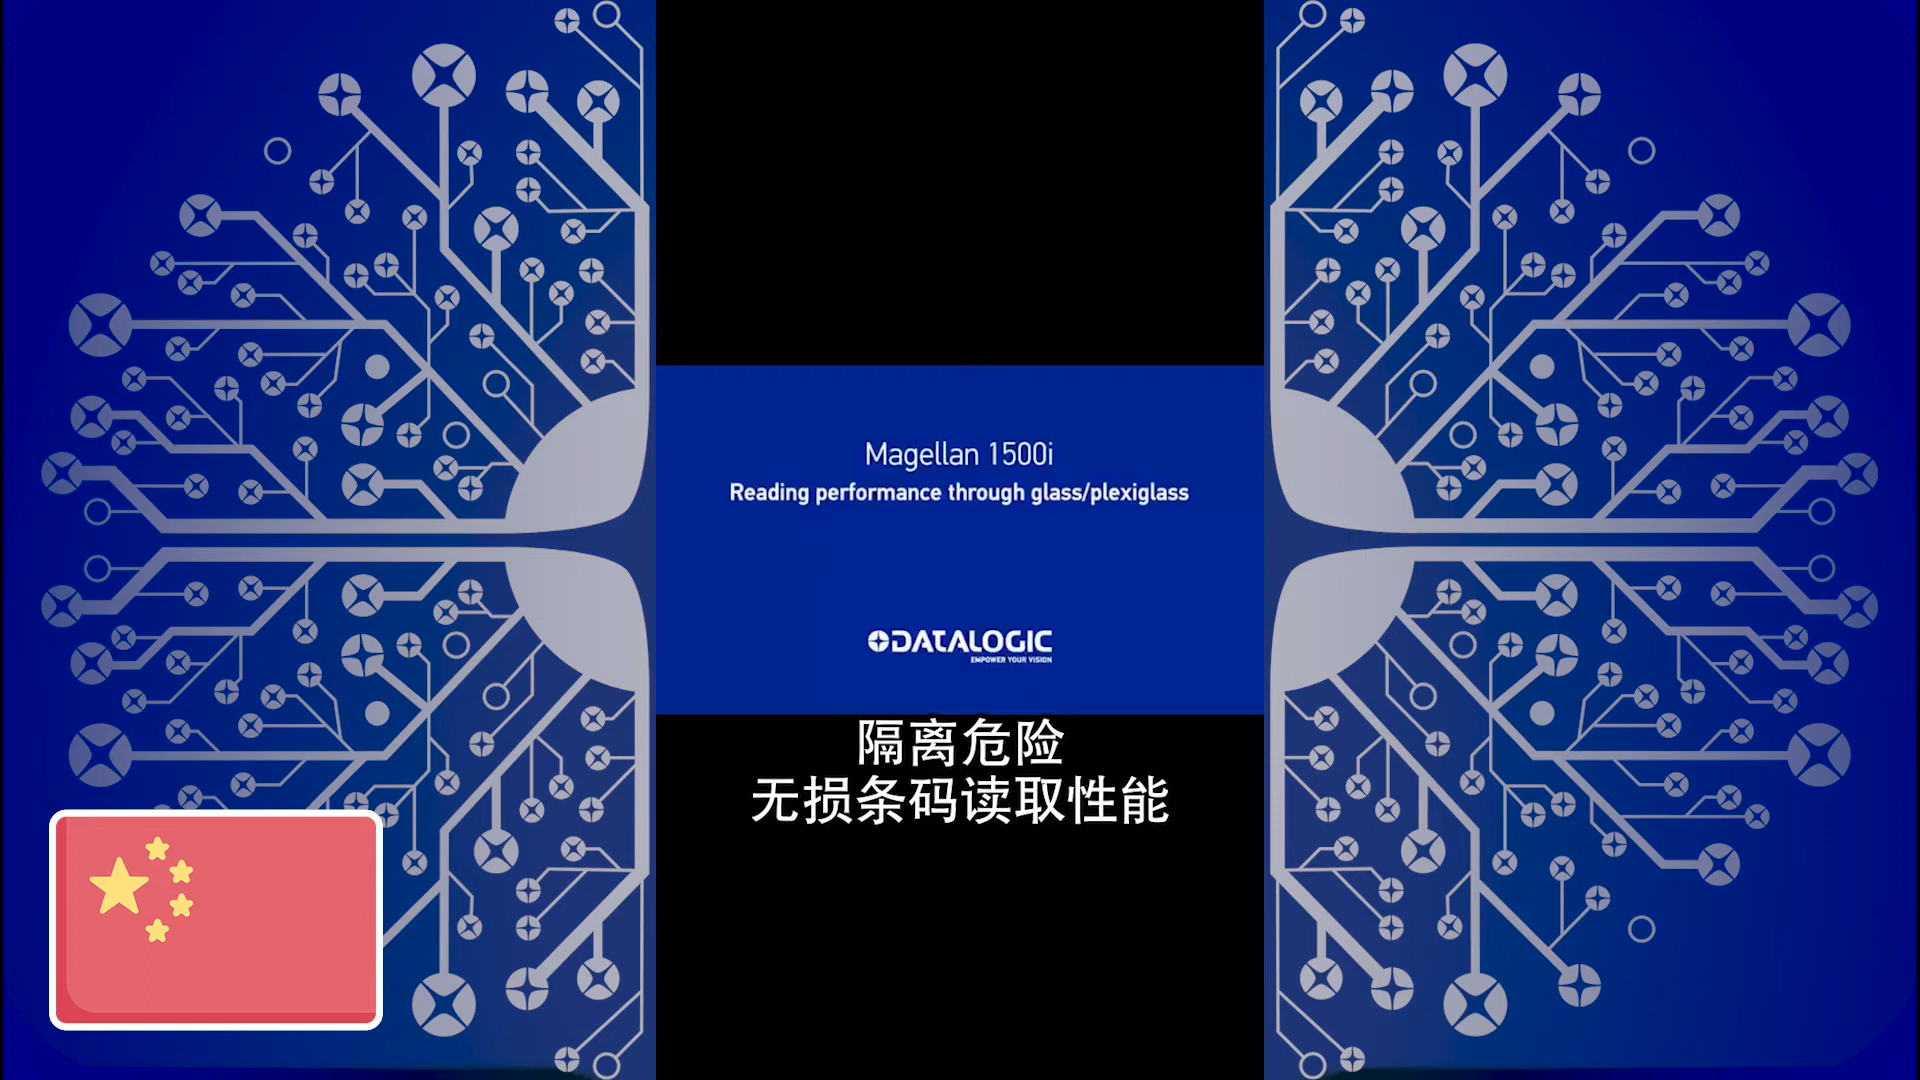 Magellan 1500i
Reading performance through glass/plexiglass
DATALOGIC
EMPOWER YOUR VISION
隔离危险
无损条码读取性能